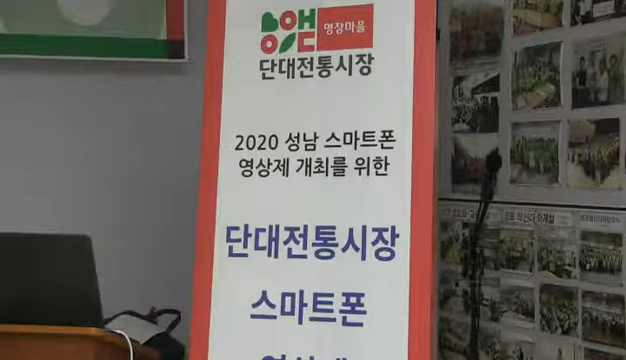 명장마을
단대전통시장
2020 성남 스마트폰
영상제 개최를 위한
단대전통시장
스마트폰